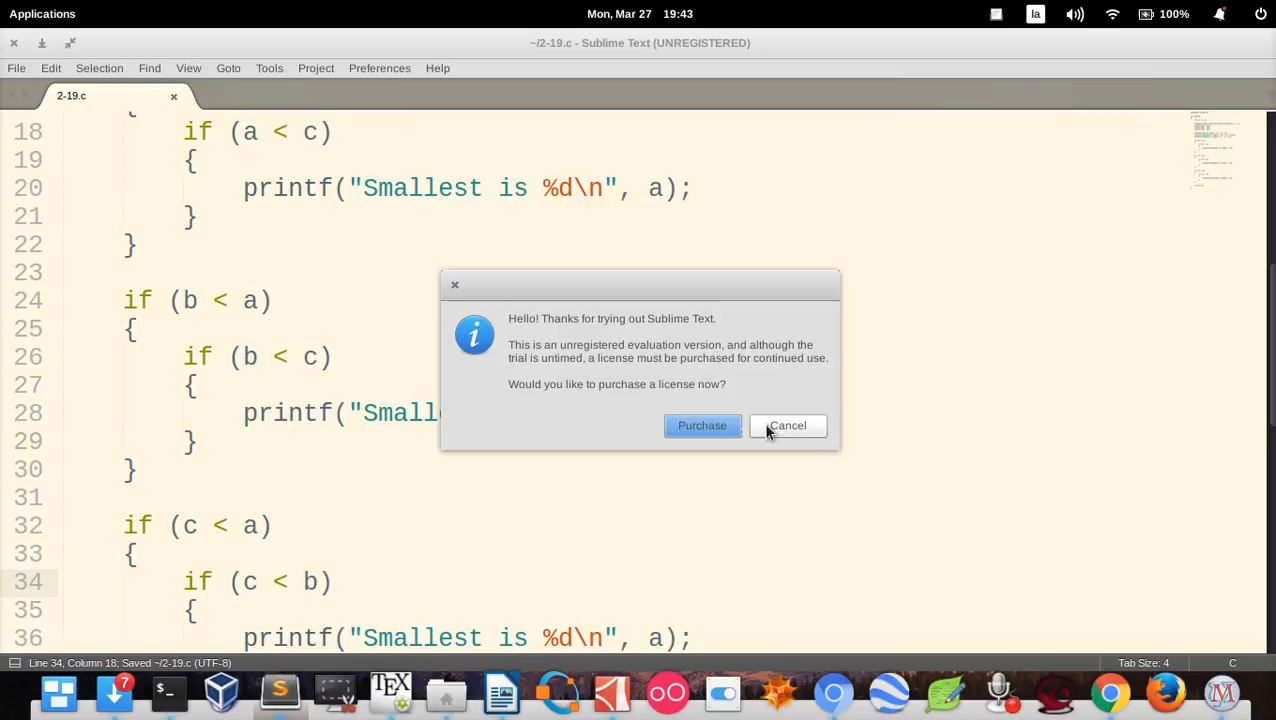 Applications
Mon, Mar 27 19:43
la
100%
~/2-19.c - Sublime Text (UNREGISTERED)
File Edit Selection Find View Goto Tools Project Preferences Help
2-19.c
{
18 if (a < c)
19 {
20 printf("Smallest is %d\n", a);
21 }
22 }
23
24 if (b < a)
25 {
26 if (b < c)
27 {
28 printf("Small
29 }
30 }
31
32 if (c < a)
33 {
34 if (c < b)
35 {
36 printf("Smallest is %d\n", a);
Hello! Thanks for trying out Sublime Text.
This is an unregistered evaluation version, and although the
trial is untimed, a license must be purchased for continued use.
Would you like to purchase a license now?
Purchase
Cancel
Line 34, Column 18; Saved ~/2-19.c (UTF-8)
Tab Size: 4
C
7
TEX